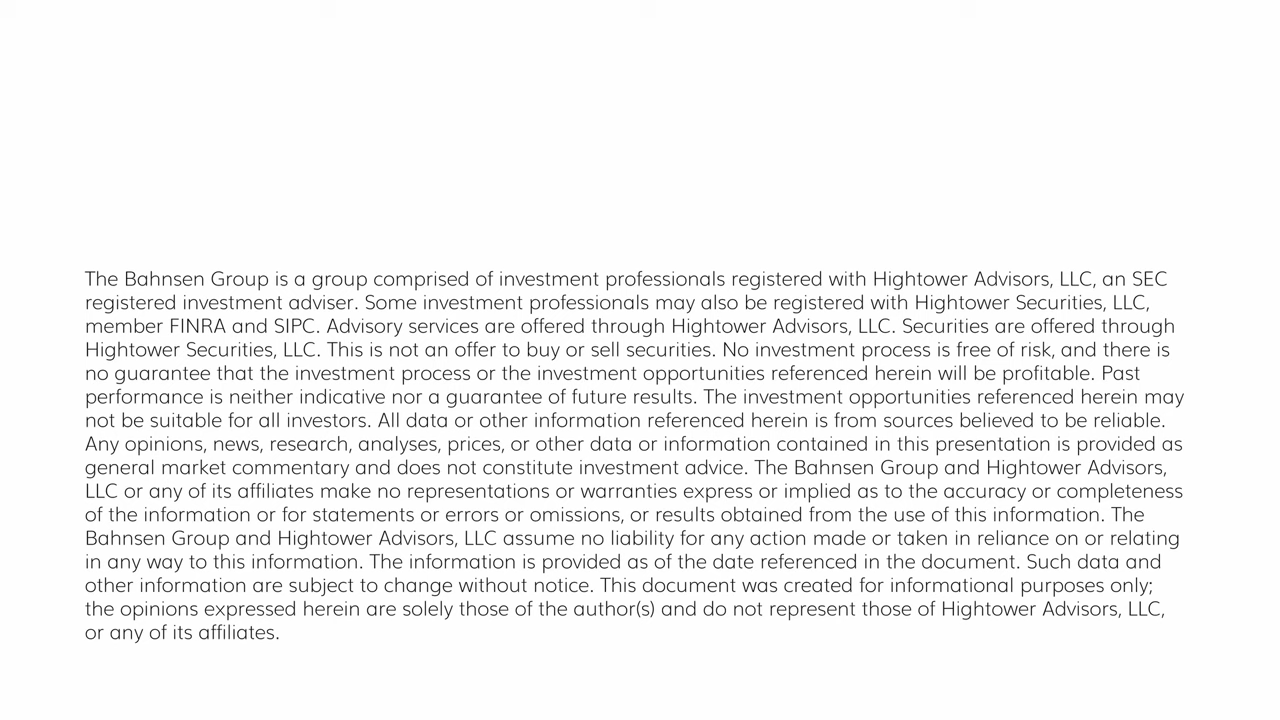 The Bahnsen Group is a group comprised of investment professionals registered with Hightower Advisors, LLC, an SEC
registered investment adviser. Some investment professionals may also be registered with Hightower Securities, LLC,
member FINRA and SIPC. Advisory services are offered through Hightower Advisors, LLC. Securities are offered through
Hightower Securities, LLC. This is not an offer to buy or sell securities. No investment process is free of risk, and there is
no guarantee that the investment process or the investment opportunities referenced herein will be profitable. Past
performance is neither indicative nor a guarantee of future results. The investment opportunities referenced herein may
not be suitable for all investors. All data or other information referenced herein is from sources believed to be reliable.
Any opinions, news, research, analyses, prices, or other data or information contained in this presentation is provided as
general market commentary and does not constitute investment advice. The Bahnsen Group and Hightower Advisors,
LLC or any of its affiliates make no representations or warranties express or implied as to the accuracy or completeness
of the information or for statements or errors or omissions, or results obtained from the use of this information. The
Bahnsen Group and Hightower Advisors, LLC assume no liability for any action made or taken in reliance on or relating
in any way to this information. The information is provided as of the date referenced in the document. Such data and
other information are subject to change without notice. This document was created for informational purposes only;
the opinions expressed herein are solely those of the author(s) and do not represent those of Hightower Advisors, LLC,
or any of its affiliates.